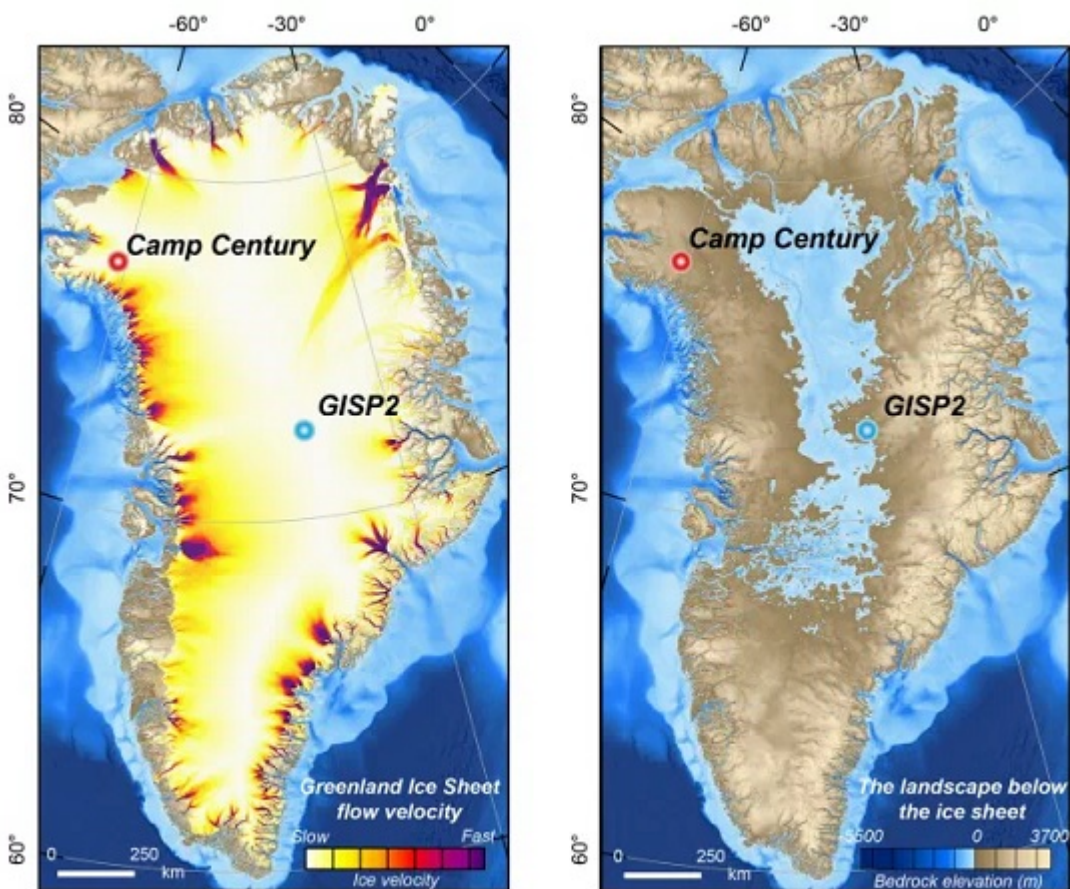 -60°
-30°
0°
80°
70°
60°
Camp Century
GISP2
Greenland Ice Sheet
flow velocity
Slow
Fast
0
250
km
Ice velocity
-60°
-30°
0°
80°
70°
60°
Camp Century
GISP2
The landscape below
the ice sheet
-5500
0
3700
0
250
km
Bedrock elevation (m)